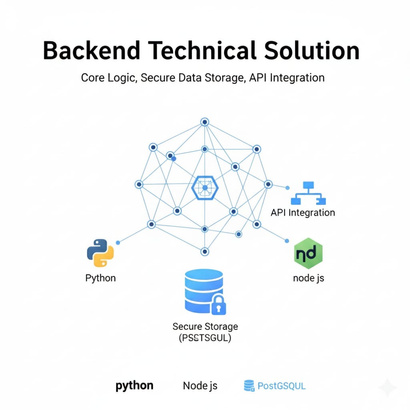 Backend Technical Solution
Core Logic, Secure Data Storage, API Integration
API Integration
Python
node js
Secure Storage
(PSSTSGUL)
python
Node js
PostGSQUL